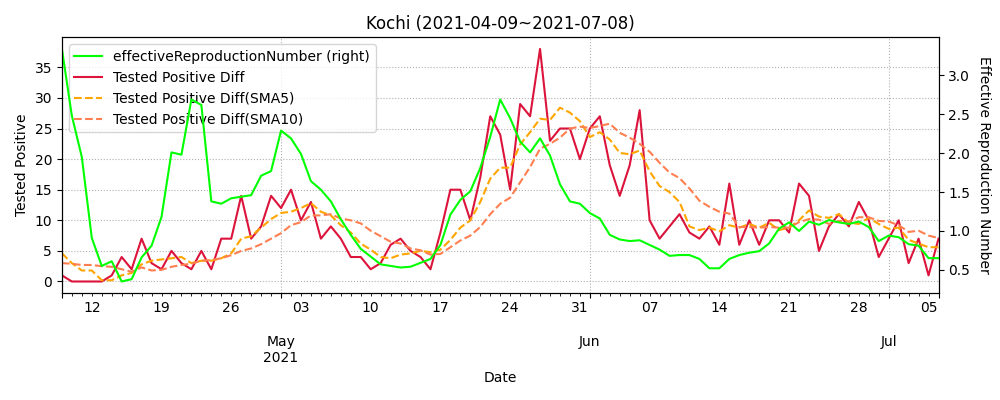 Kochi (2021-04-09~2021-07-08)
effectiveReproductionNumber (right)
Tested Positive Diff
Tested Positive Diff(SMA5)
Tested Positive Diff(SMA10)
Tested Positive
35
30
25
20
15
10
5
0
Effective Reproduction Number
3.0
2.5
2.0
1.5
1.0
0.5
12 19 26 03 10 17 24 31 07 14 21 28 05
May Jun Jul
2021
Date